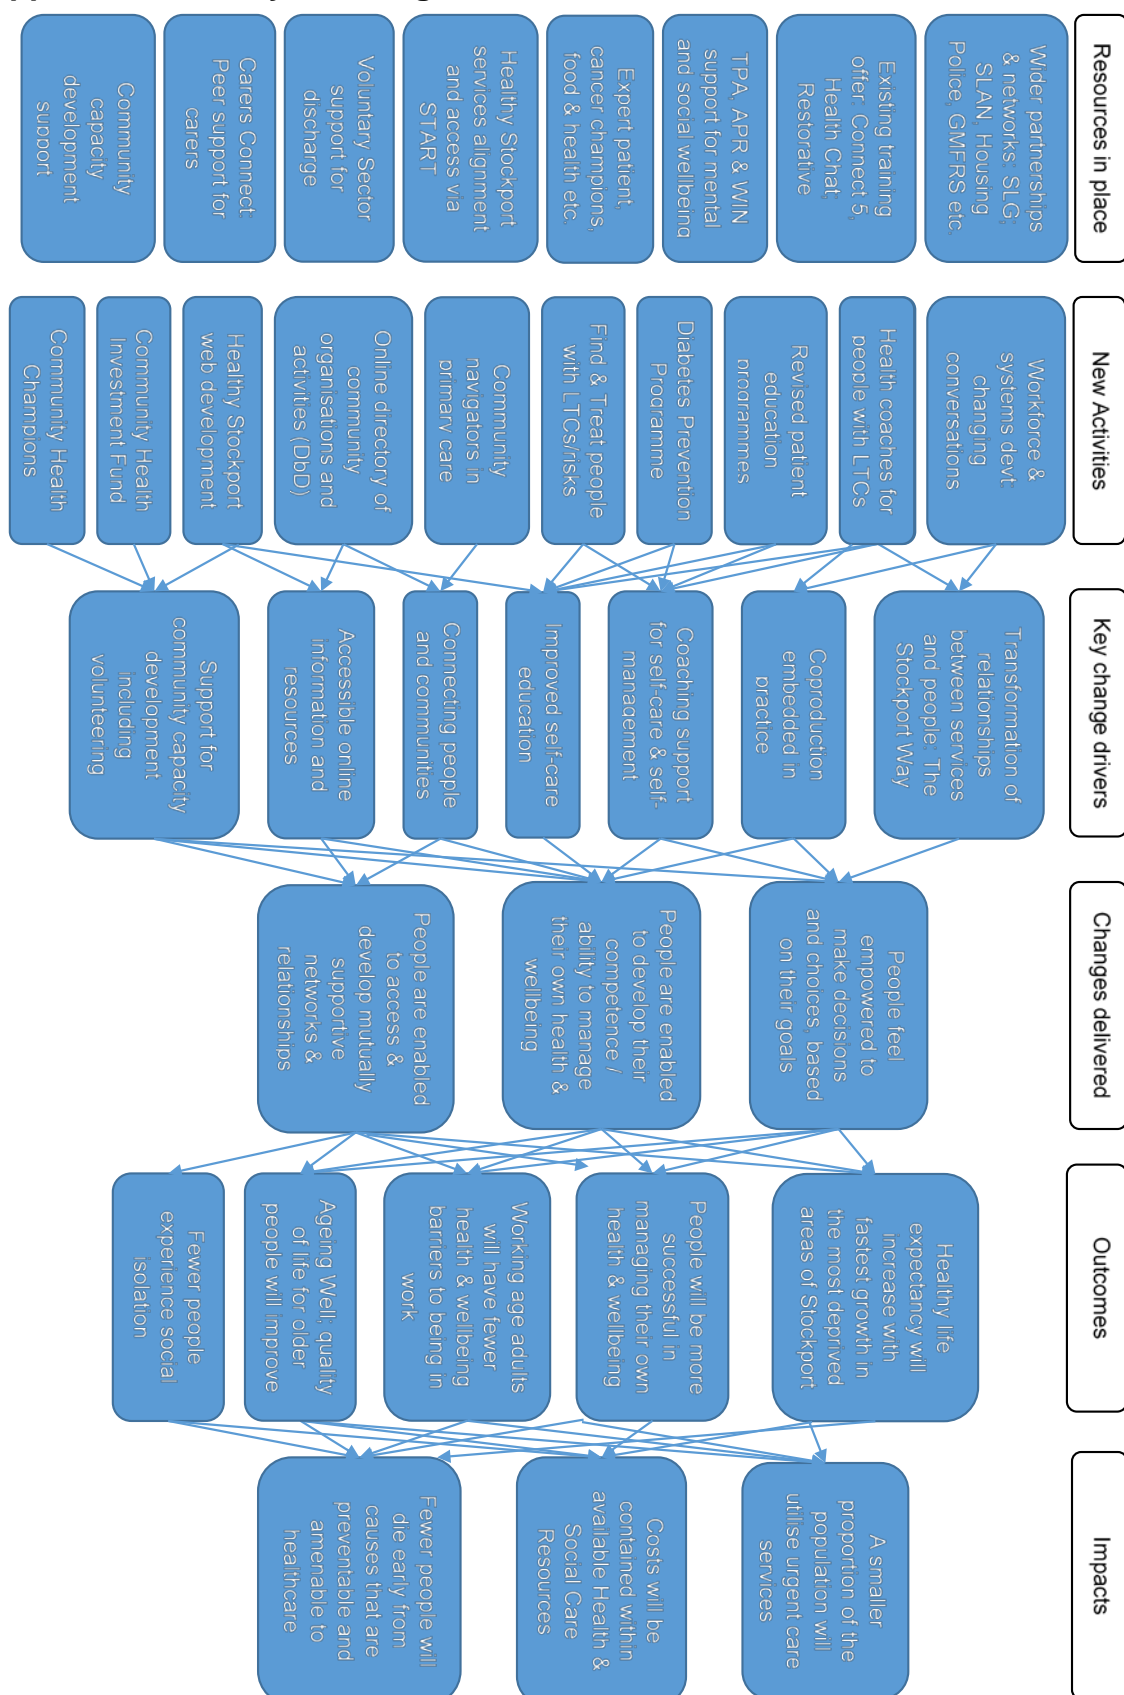 Resources in place
Wider partnerships
& networks: SLG;
SLAN, Housing
Police, GMFRS etc.
Existing training
offer: Connect 5,
Health Chat;
Restorative
TPA, APR & WIN
support for mental
and social wellbeing
Expert patient,
cancer champions,
food & health etc.
Healthy Stockport
services alignment
and access via
START
Voluntary Sector
support for
discharge
Carers Connect:
Peer support for
carers
Community
capacity
development
support
New Activities
Workforce &
systems devt:
changing
conversations
Health coaches for
people with LTCs
Revised patient
education
programmes
Diabetes Prevention
Programme
Find & Treat people
with LTCs/risks
Community
navigators in
primary care
Online directory of
community
organisations and
activities (DbD)
Healthy Stockport
web development
Community Health
Investment Fund
Community Health
Champions
Key change drivers
Transformation of
relationships
between services
and people: The
Stockport Way
Coproduction
embedded in
practice
Coaching support
for self-care & self-
management
Improved self-care
education
Connecting people
and communities
Accessible online
information and
resources
Support for
community capacity
development
including
volunteering
Changes delivered
People feel
empowered to
make decisions
and choices, based
on their goals
People are enabled
to develop their
competence /
ability to manage
their own health &
wellbeing
People are enabled
to access &
develop mutually
supportive
networks &
relationships
Outcomes
Healthy life
expectancy will
increase with
fastest growth in
the most deprived
areas of Stockport
People will be more
successful in
managing their own
health & wellbeing
Working age adults
will have fewer
health & wellbeing
barriers to being in
work
Ageing Well; quality
of life for older
people will improve
Fewer people
experience social
isolation
Impacts
A smaller
proportion of the
population will
utilise urgent care
services
Costs will be
contained within
available Health &
Social Care
Resources
Fewer people will
die early from
causes that are
preventable and
amenable to
healthcare